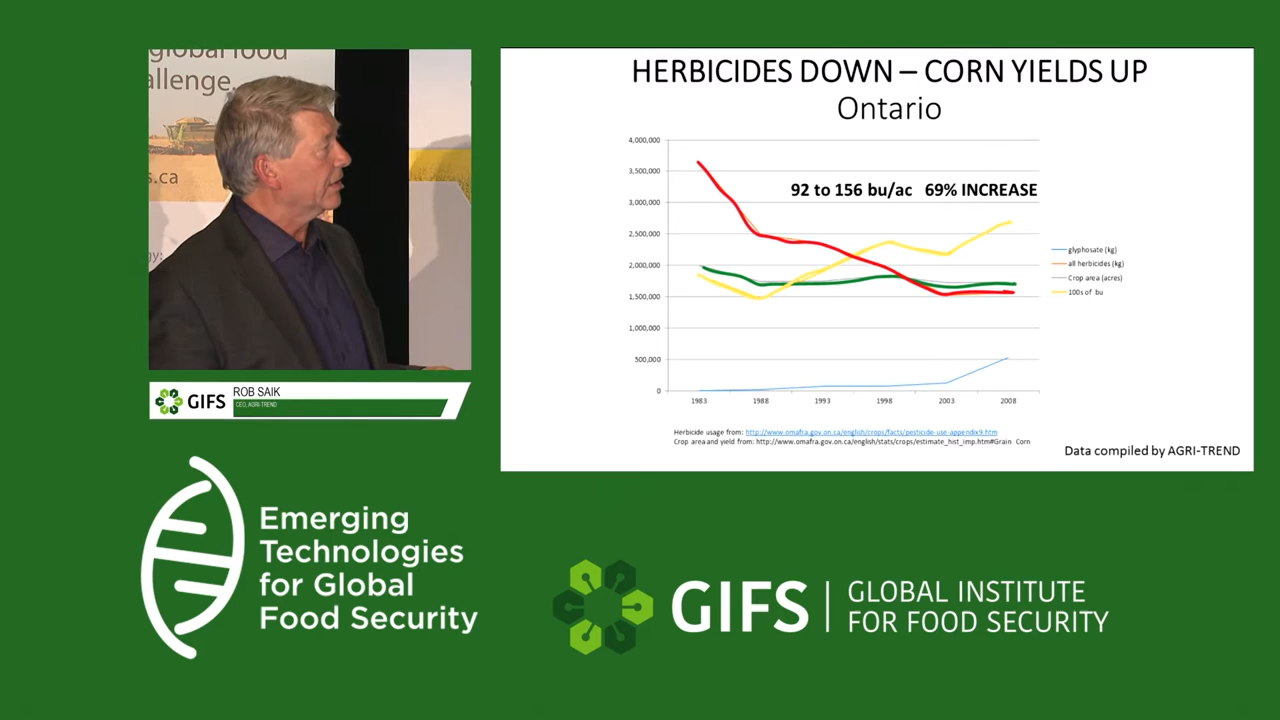 global food
allenge.
s.ca
GIFS
ROB SAIK
CEO, AGRI-TREND
HERBICIDES DOWN – CORN YIELDS UP
Ontario
4,000,000
3,500,000
3,000,000
2,500,000
2,000,000
1,500,000
1,000,000
500,000
0
92 to 156 bu/ac 69% INCREASE
1983 1988 1993 1998 2003 2008
glyphosate (kg)
all herbicides (kg)
Crop area (acres)
100s of bu
Herbicide usage from: http://www.omafra.gov.on.ca/english/crops/facts/pesticide-use-appendix9.htm
Crop area and yield from: http://www.omafra.gov.on.ca/english/stats/crops/estimate_hist_imp.htm#Grain Corn
Data compiled by AGRI-TREND
Emerging
Technologies
for Global
Food Security
GIFS
GLOBAL INSTITUTE
FOR FOOD SECURITY